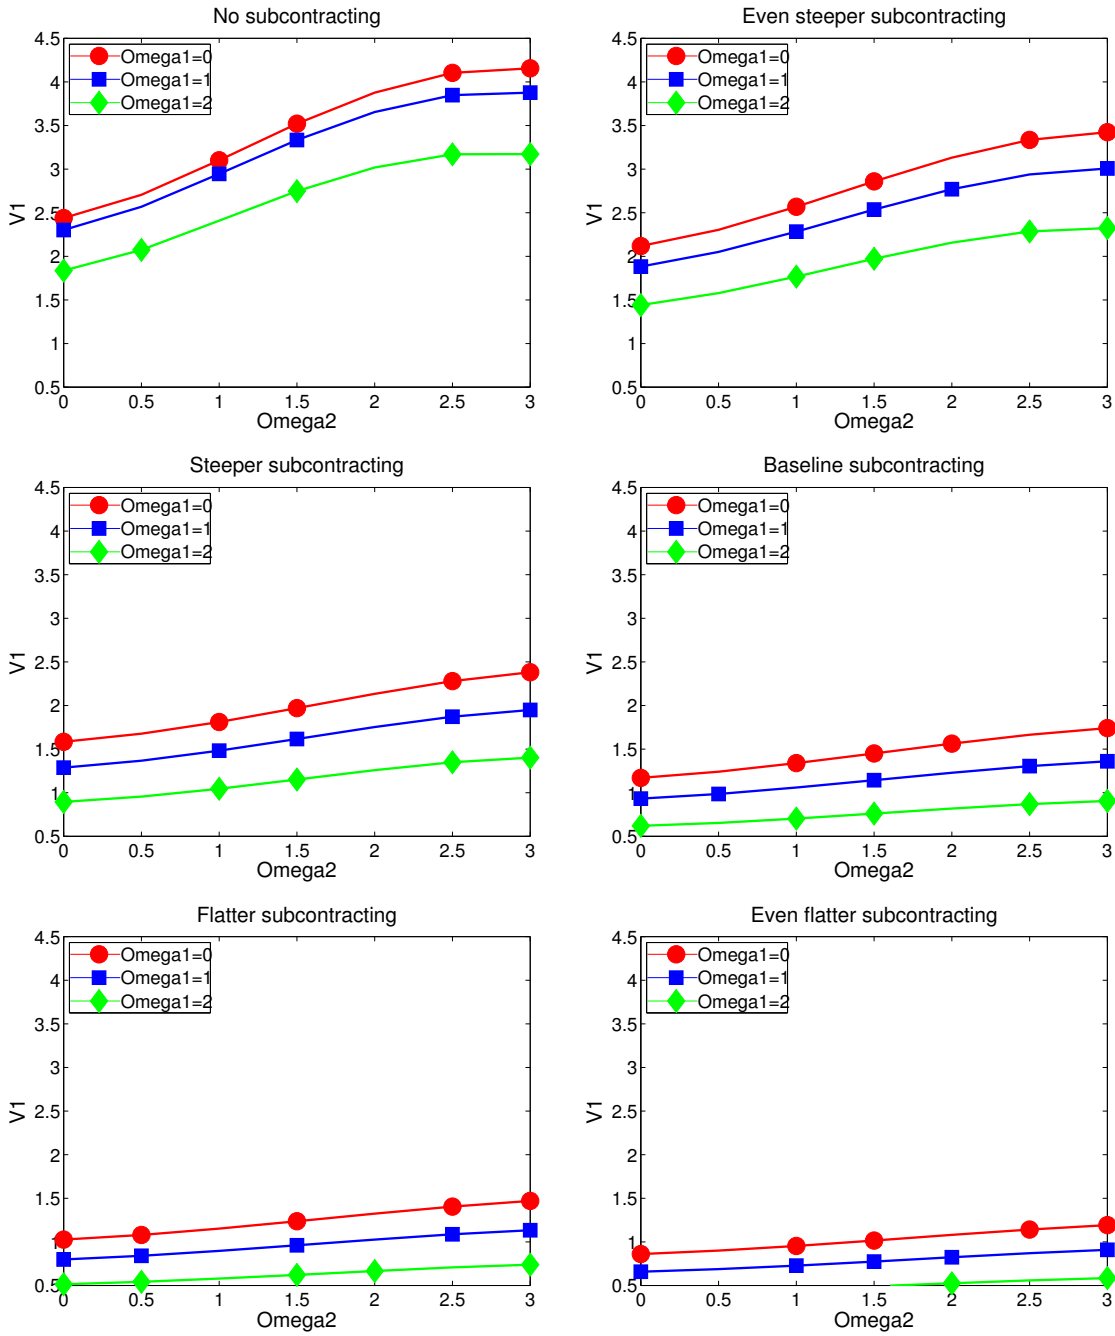 No subcontracting
4.5
4
3.5
3
2.5
2
1.5
1
0.5
V1
Omega1=0
Omega1=1
Omega1=2
0 0.5 1 1.5 2 2.5 3
Omega2
Even steeper subcontracting
4.5
4
3.5
3
2.5
2
1.5
1
0.5
V1
Omega1=0
Omega1=1
Omega1=2
0 0.5 1 1.5 2 2.5 3
Omega2
Steeper subcontracting
4.5
4
3.5
3
2.5
2
1.5
1
0.5
V1
Omega1=0
Omega1=1
Omega1=2
0 0.5 1 1.5 2 2.5 3
Omega2
Baseline subcontracting
4.5
4
3.5
3
2.5
2
1.5
1
0.5
V1
Omega1=0
Omega1=1
Omega1=2
0 0.5 1 1.5 2 2.5 3
Omega2
Flatter subcontracting
4.5
4
3.5
3
2.5
2
1.5
1
0.5
V1
Omega1=0
Omega1=1
Omega1=2
0 0.5 1 1.5 2 2.5 3
Omega2
Even flatter subcontracting
4.5
4
3.5
3
2.5
2
1.5
1
0.5
V1
Omega1=0
Omega1=1
Omega1=2
0 0.5 1 1.5 2 2.5 3
Omega2